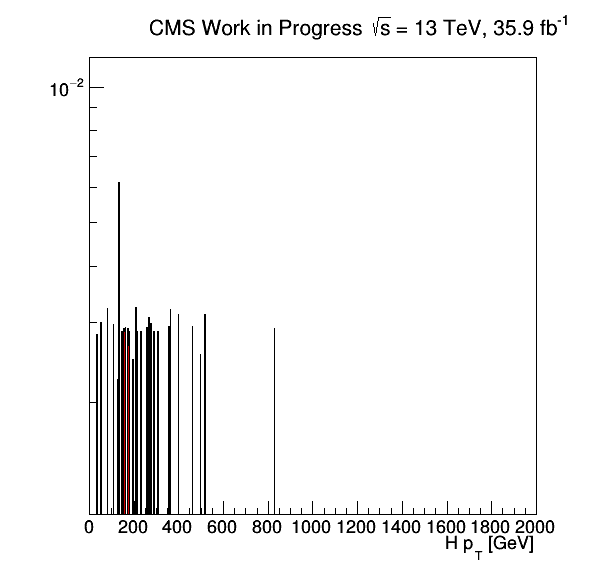 CMS Work in Progress √s = 13 TeV, 35.9 fb⁻¹
10⁻²
0 200 400 600 800 1000 1200 1400 1600 1800 2000
H p_T [GeV]